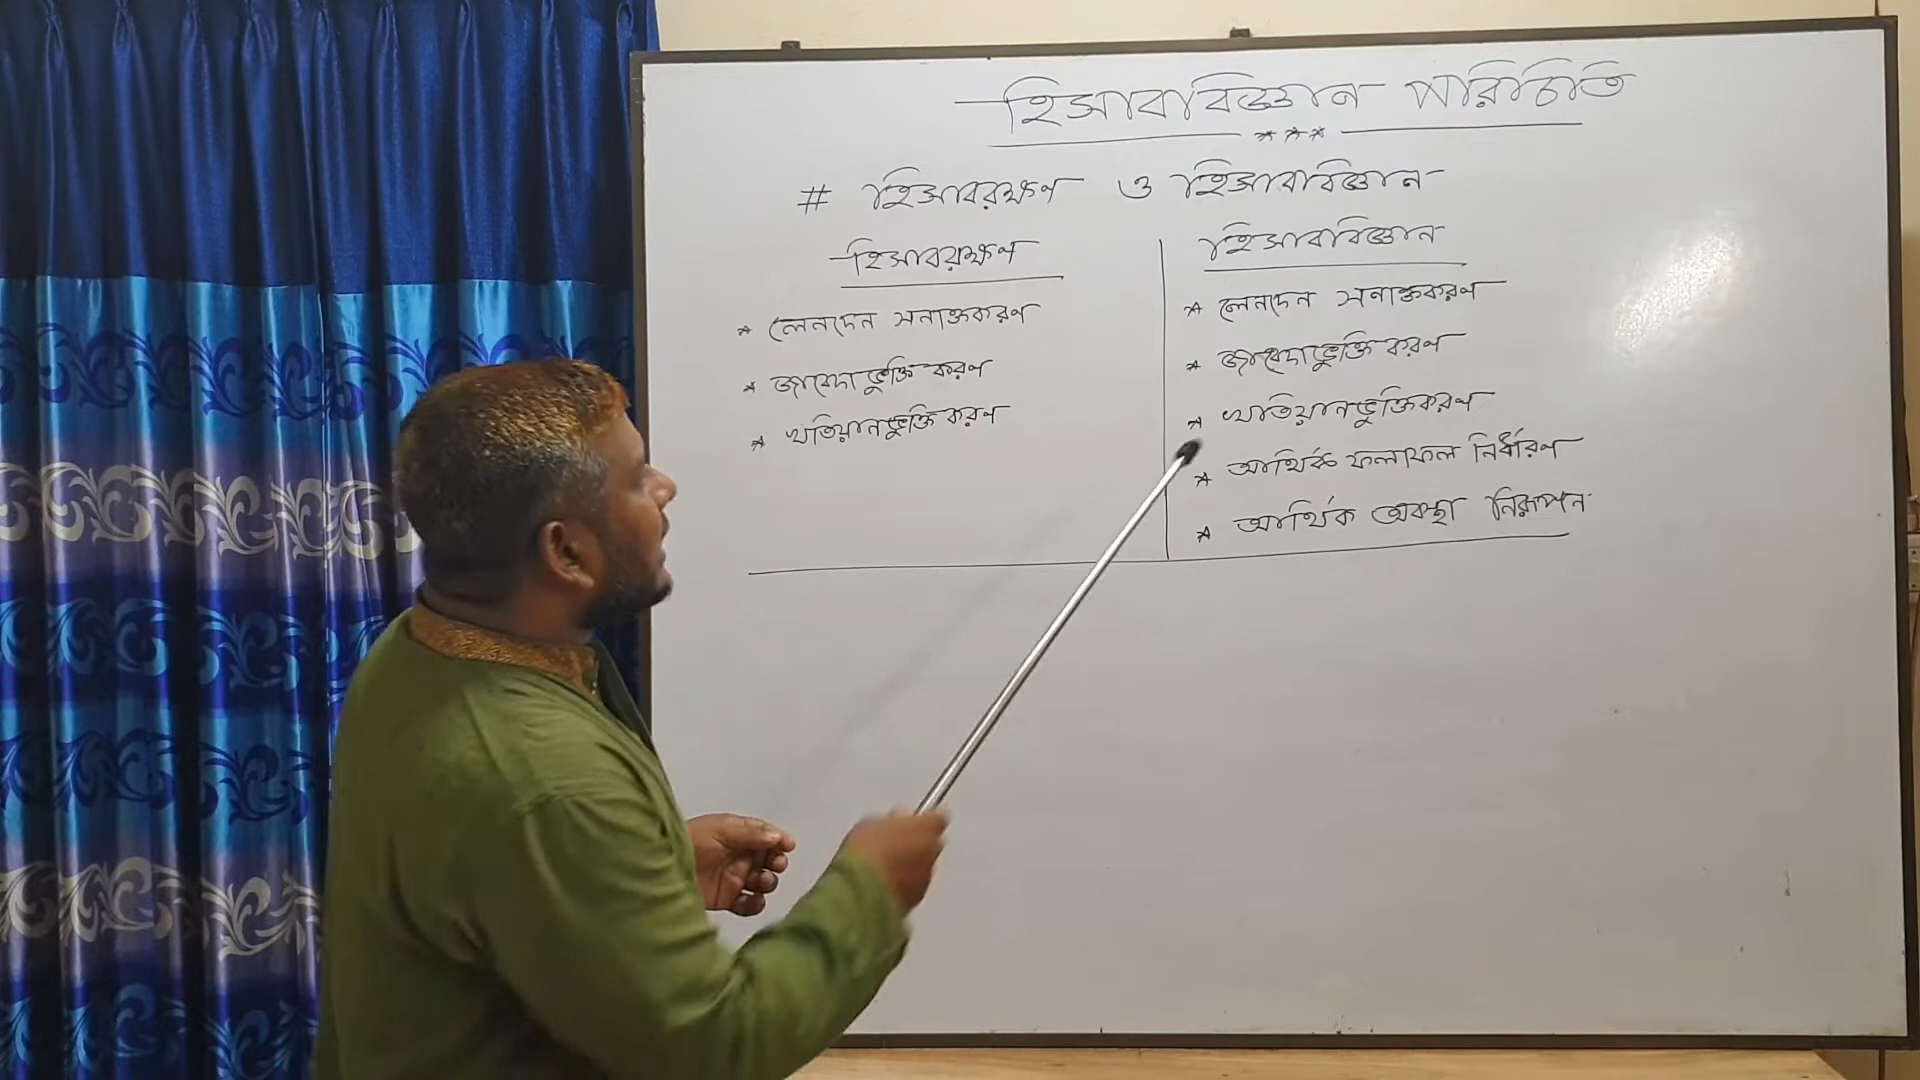 হিসাববিজ্ঞান পরিচিতি
***
# হিসাবরক্ষণ ও হিসাববিজ্ঞান
হিসাবরক্ষণ
* লেনদেন সনাক্তকরণ
* জাবেদাভুক্তি করণ
* খতিয়ানভুক্তি করণ
হিসাববিজ্ঞান
* লেনদেন সনাক্তকরণ
* জাবেদাভুক্তি করণ
* খতিয়ানভুক্তিকরণ
* আর্থিক ফলাফল নির্ধারণ
* আর্থিক অবস্থা নিরূপন